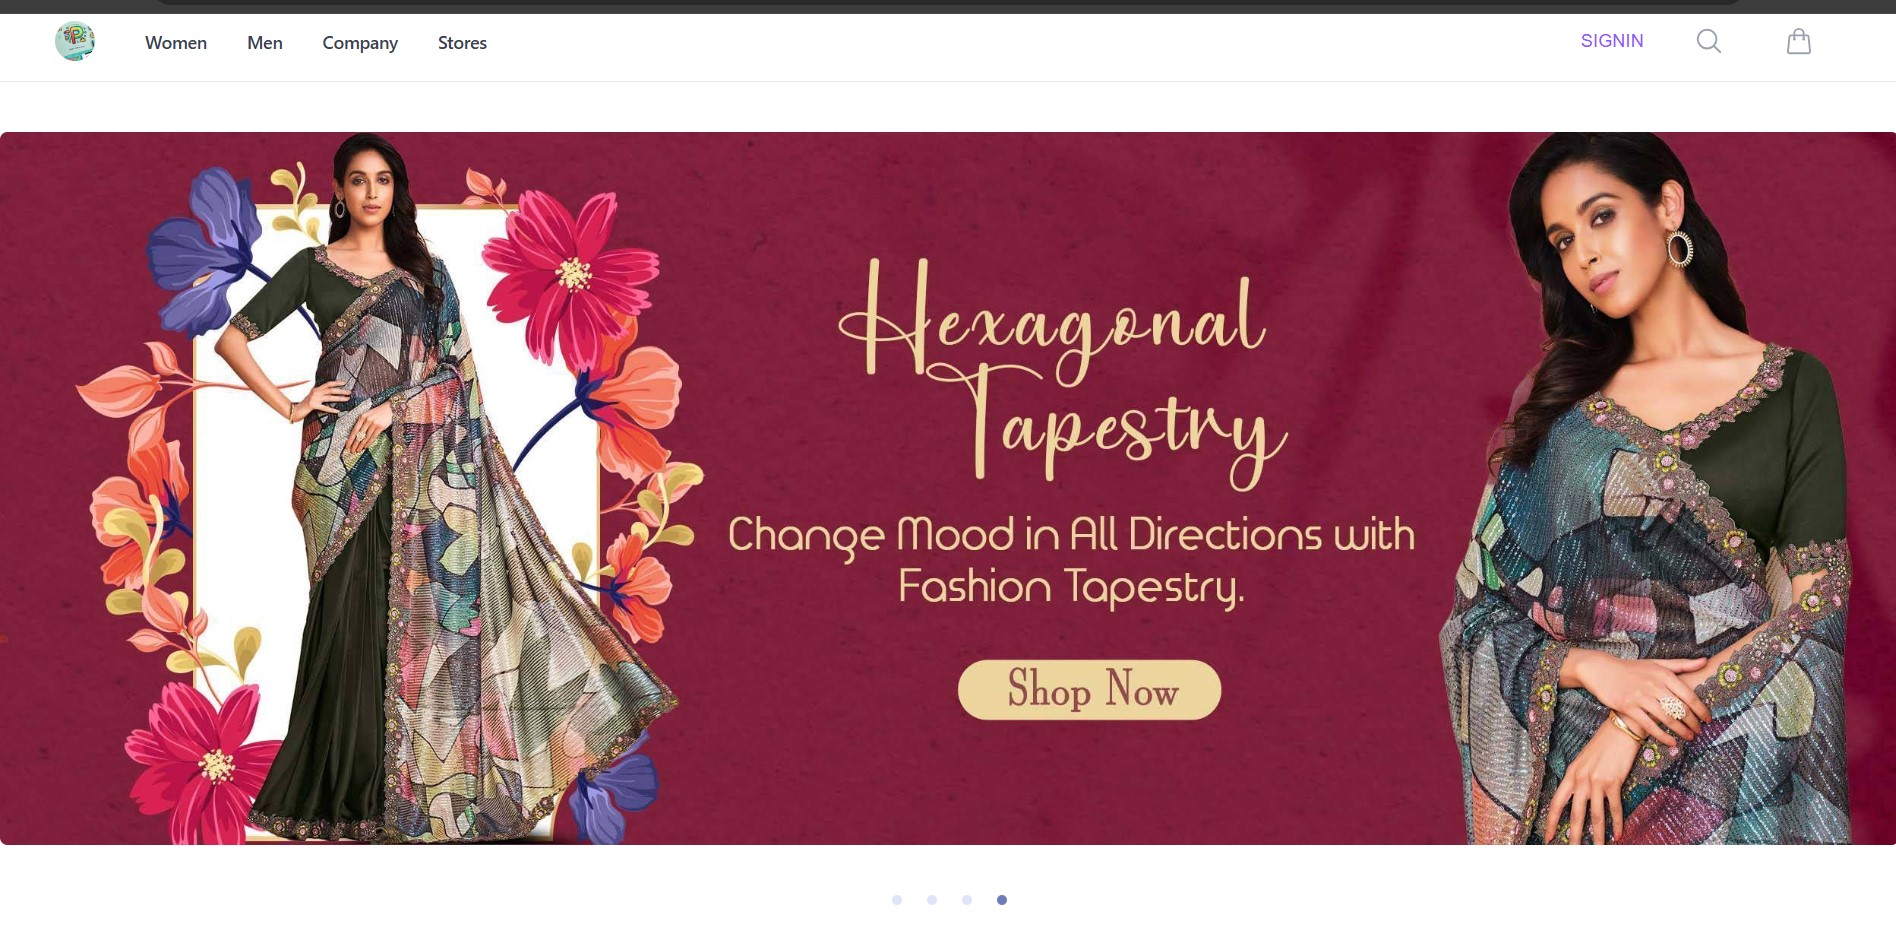 Women Men Company Stores SIGNIN
Hexagonal
Tapestry
Change Mood in All Directions with
Fashion Tapestry.
Shop Now